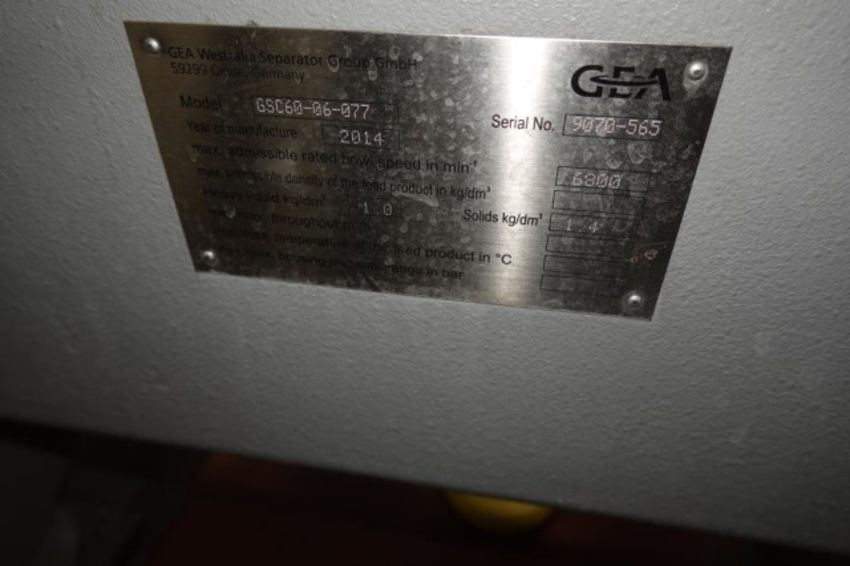 GEA Westfalia Separator Group GmbH
59299 Oelde, Germany
GEA
Model GSC60-06-077
Serial No. 9070-565
Year of manufacture 2014
max. admissible rated bowl speed in min⁻¹ 6800
max. admissible density of the feed product in kg/dm³
Heavy liquid kg/dm³ 1.0 Solids kg/dm³ 1.4
max. throughput
max. temperature of the feed product in °C
max. housing pressure range in bar